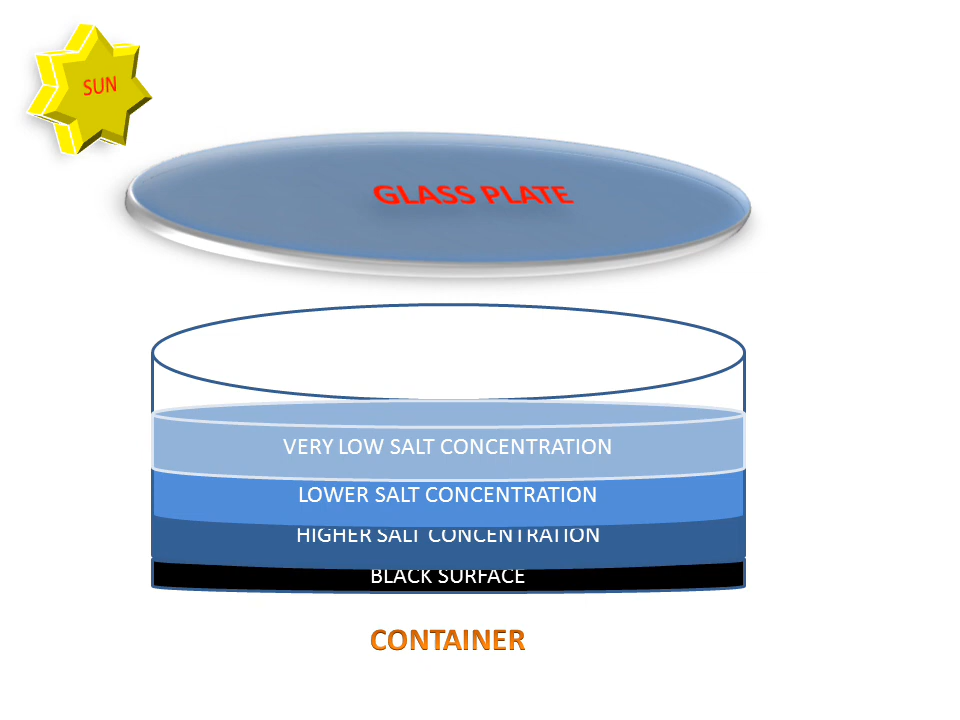 SUN
GLASS PLATE
VERY LOW SALT CONCENTRATION
LOWER SALT CONCENTRATION
HIGHER SALT CONCENTRATION
BLACK SURFACE
CONTAINER